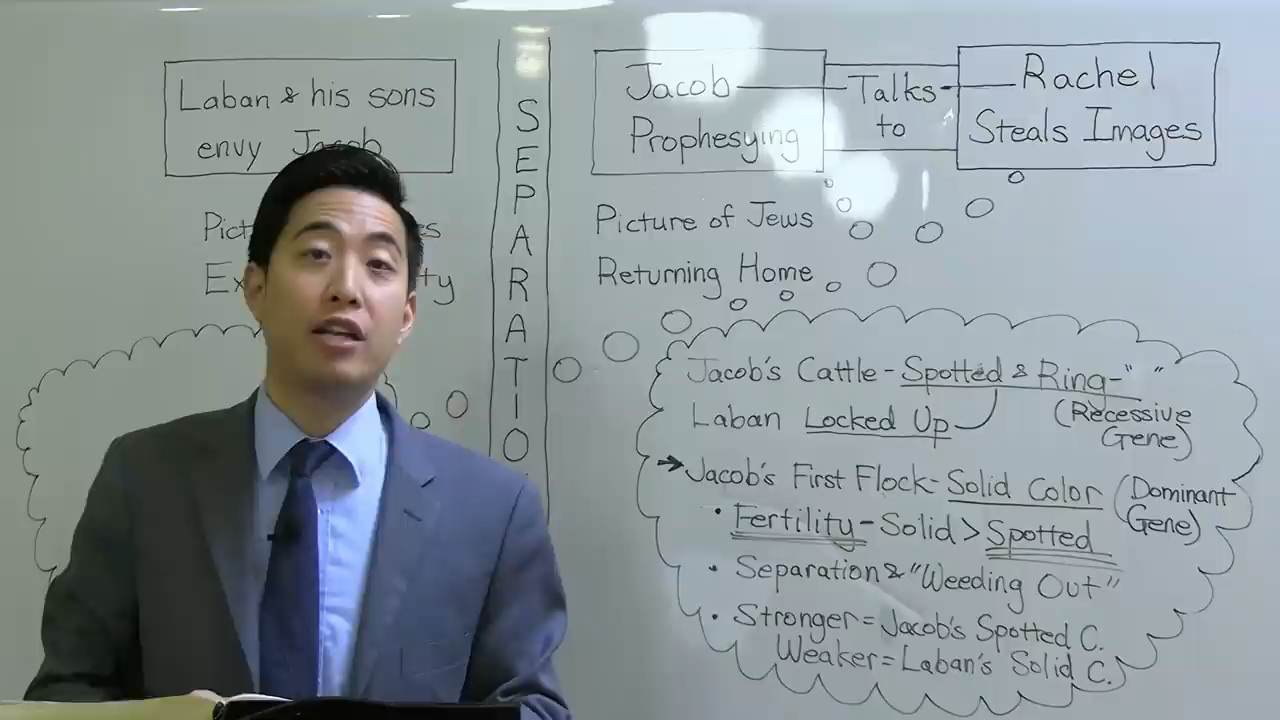 Laban & his sons
envy Jacob
SEPARATIO
Jacob
Prophesying
Talks
to
Rachel
Steals Images
Picture of Jews
Returning Home
Jacob's Cattle - Spotted & Ring-" "
Laban Locked Up
(Recessive
Gene)
Jacob's First Flock - Solid Color (Dominant
Gene)
• Fertility - Solid > Spotted
• Separation & "Weeding Out"
• Stronger = Jacob's Spotted C.
Weaker = Laban's Solid C.